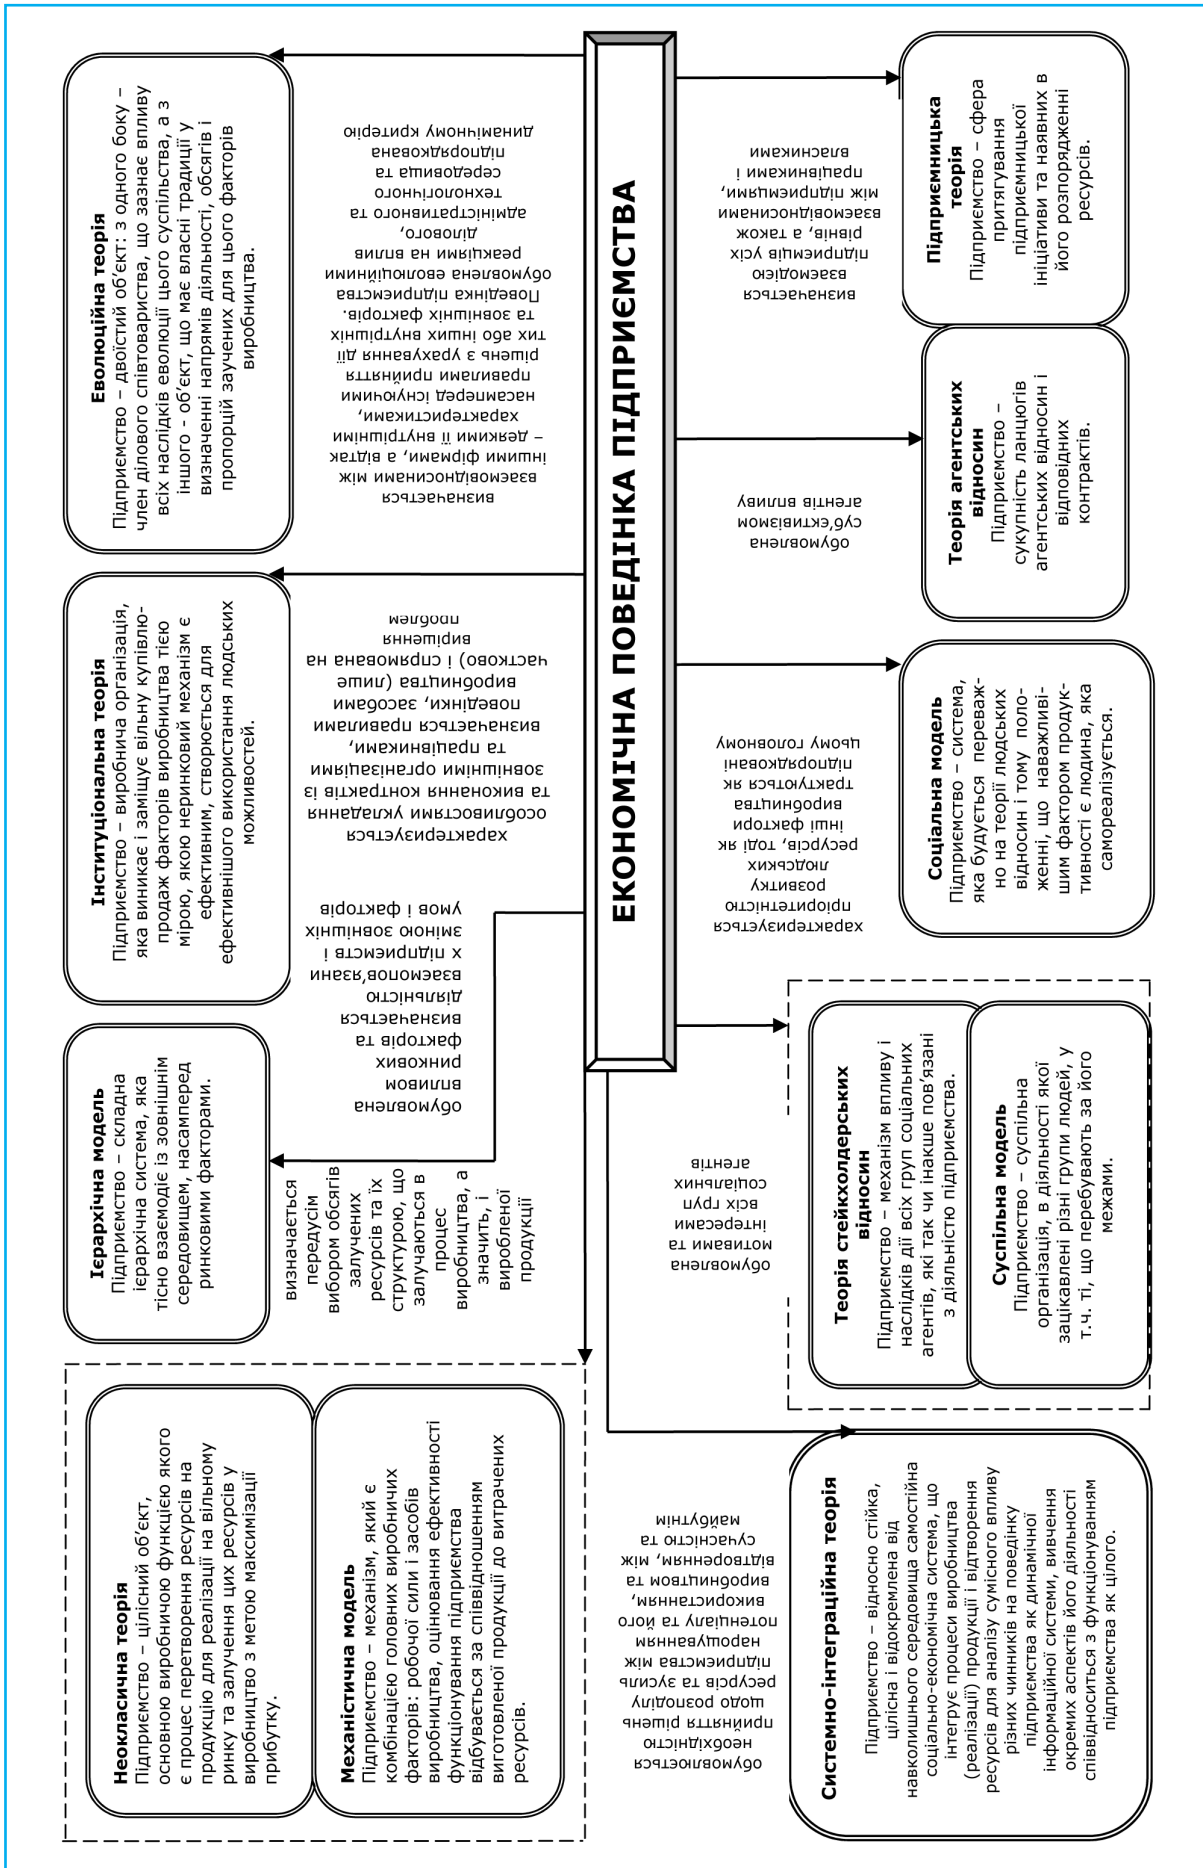 ЕКОНОМІЧНА ПОВЕДІНКА ПІДПРИЄМСТВА
Неокласична теорія
Підприємство – цілісний об’єкт,
основною виробничою функцією якого
є процес перетворення ресурсів на
продукцію для реалізації на вільному
ринку та залучення цих ресурсів у
виробництво з метою максимізації
прибутку.
Механістична модель
Підприємство – механізм, який є
комбінацією головних виробничих
факторів: робочої сили і засобів
виробництва, оцінювання ефективності
функціонування підприємства
відбувається за співвідношенням
виготовленої продукції до витрачених
ресурсів.
визначається
передусім
вибором обсягів
залучених
ресурсів та їх
структурою, що
залучаються в
процес
виробництва, а
значить, і
виробленої
продукції
Ієрархічна модель
Підприємство – складна
ієрархічна система, яка
тісно взаємодіє із зовнішнім
середовищем, насамперед
ринковими факторами.
обумовлена
впливом
ринкових
факторів та
визначається
діяльністю
взаємопов’язани
х підприємств і
зміною зовнішніх
умов і факторів
Інституціональна теорія
Підприємство – виробнича організація,
яка виникає і заміщує вільну купівлю-
продаж факторів виробництва тією
мірою, якою неринковий механізм є
ефективним, створюється для
ефективнішого використання людських
можливостей.
характеризується
особливостями укладання
та виконання контрактів із
зовнішніми організаціями
та працівниками,
визначається правилами
поведінки, засобами
виробництва (лише
частково) і спрямована на
вирішення
проблем
Еволюційна теорія
Підприємство – двоїстий об’єкт: з одного боку –
член ділового співтовариства, що зазнає впливу
всіх наслідків еволюції цього суспільства, а з
іншого - об’єкт, що має власні традиції у
визначенні напрямів діяльності, обсягів і
пропорцій заучених для цього факторів
виробництва.
визначається
взаємовідносинами між
іншими фірмами, а відтак
– деякими її внутрішніми
характеристиками,
насамперед існуючими
правилами прийняття
рішень з урахування дії
тих або інших внутрішніх
та зовнішніх факторів.
Поведінка підприємства
обумовлена еволюційними
реакціями на вплив
ділового,
адміністративного та
технологічного
середовища та
підпорядкована
динамічному критерію
Системно-інтеграційна теорія
Підприємство – відносно стійка,
цілісна і відокремлена від
навколишнього середовища самостійна
соціально-економічна система, що
інтегрує процеси виробництва
(реалізації) продукції і відтворення
ресурсів для аналізу сумісного впливу
різних чинників на поведінку
підприємства як динамічної
інформаційної системи, вивчення
окремих аспектів його діяльності
співвідноситься з функціонуванням
підприємства як цілого.
обумовлюється
необхідністю
прийняття рішень
щодо розподілу
ресурсів та зусиль
підприємства між
нарощуванням
потенціалу та його
використанням,
виробництвом та
відтворенням, між
сучасністю та
майбутнім
Теорія стейкхолдерських
відносин
Підприємство – механізм впливу і
наслідків дії всіх груп соціальних
агентів, які так чи інакше пов’язані
з діяльністю підприємства.
Суспільна модель
Підприємство – суспільна
організація, в діяльності якої
зацікавлені різні групи людей, у
т.ч. ті, що перебувають за його
межами.
обумовлена
мотивами та
інтересами
всіх груп
соціальних
агентів
Соціальна модель
Підприємство – система,
яка будується переваж-
но на теорії людських
відносин і тому поло-
женні, що наважливі-
шим фактором продук-
тивності є людина, яка
самореалізується.
характеризується
пріоритетністю
розвитку
людських
ресурсів, тоді як
інші фактори
виробництва
трактуються як
підпорядковані
цьому головному
Теорія агентських
відносин
Підприємство –
сукупність ланцюгів
агентських відносин і
відповідних
контрактів.
обумовлена
суб’єктивізмом
агентів впливу
Підприємницька
теорія
Підприємство – сфера
притягування
підприємницької
ініціативи та наявних в
його розпорядженні
ресурсів.
визначається
взаємодією
підприємців усіх
рівнів, а також
взаємовідносинами
між підприємцями,
працівниками і
власниками